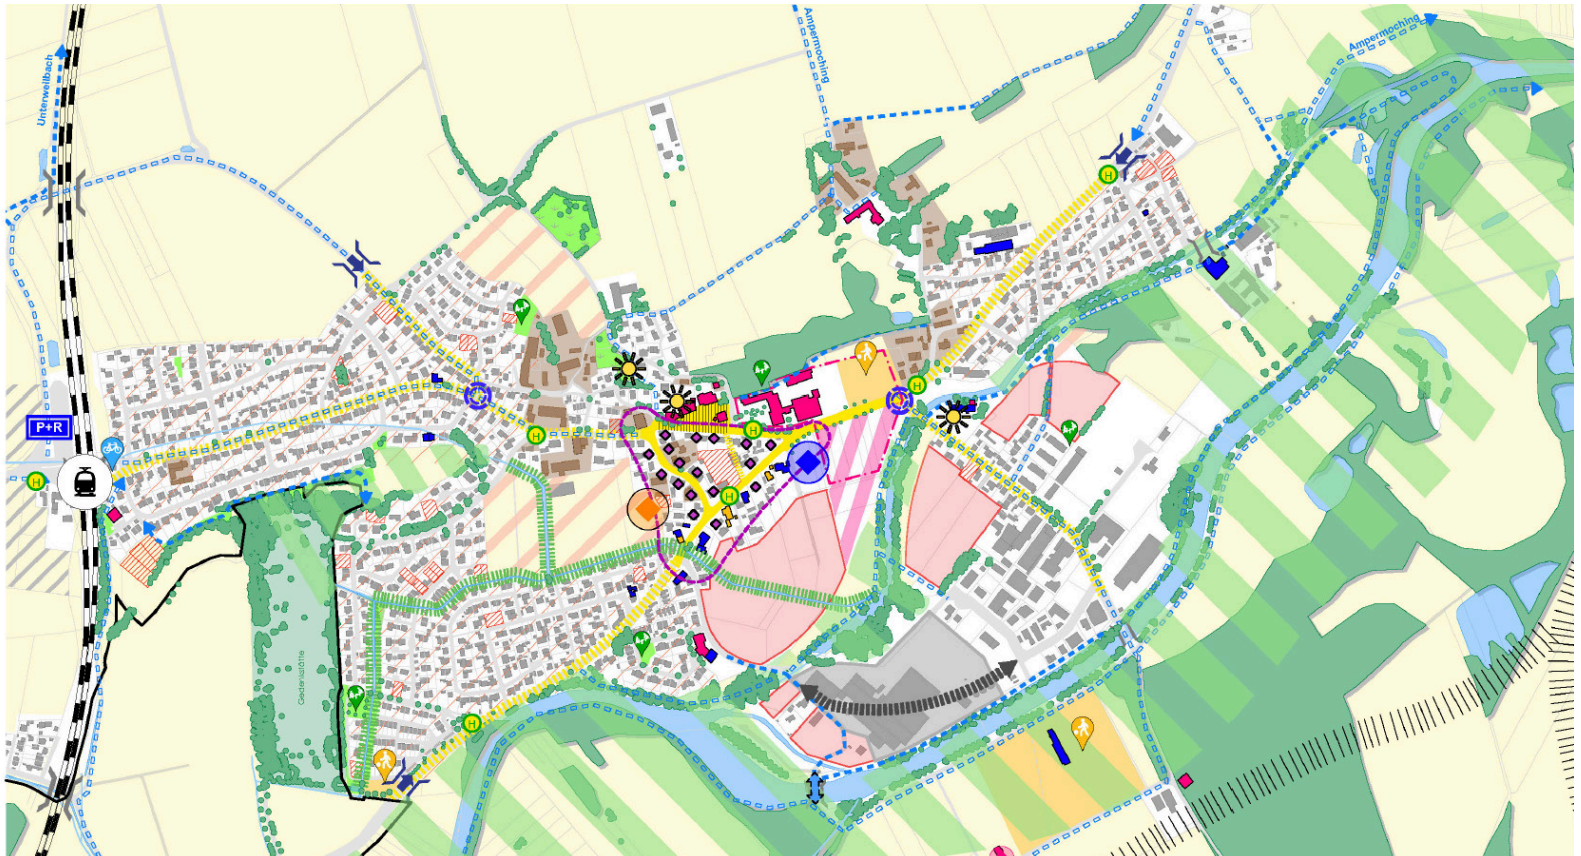 Ampermoching
Ampermoching
Unterweilbach
H
H
H
P+R
H
H
H
Gedenkstätte
H